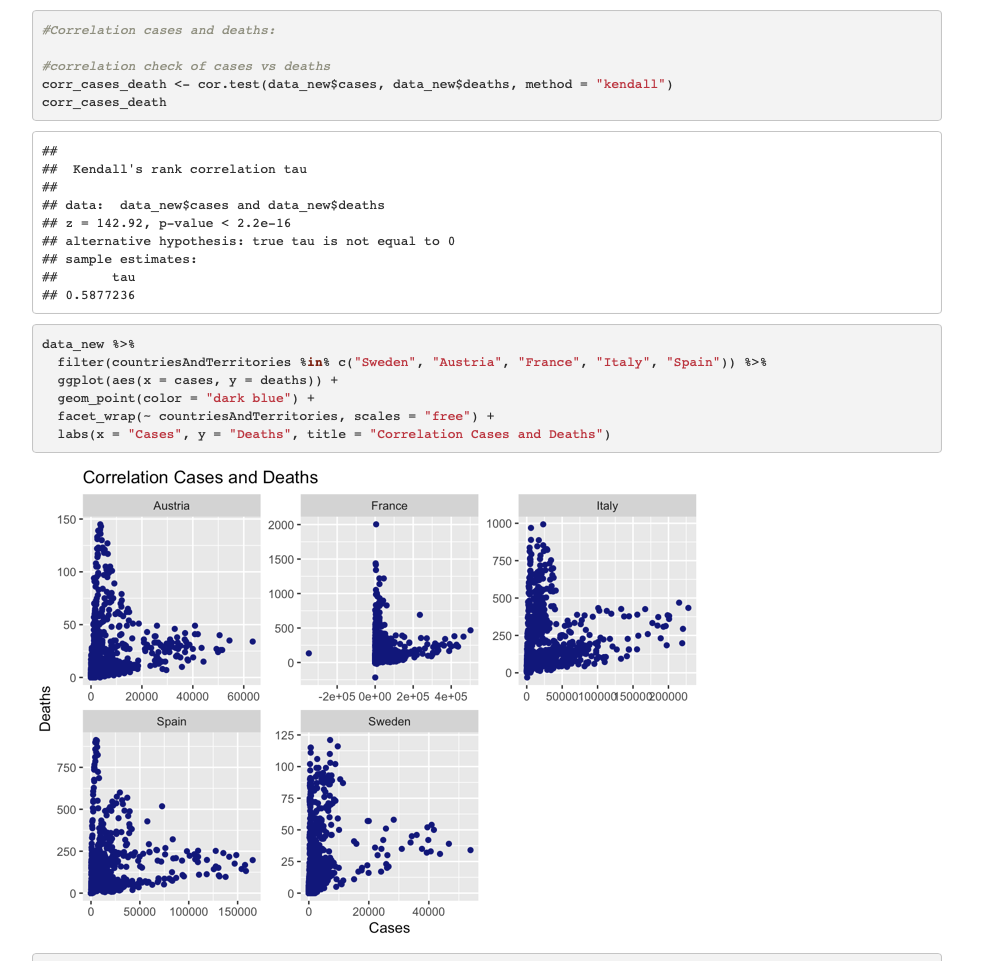 #Correlation cases and deaths:
#correlation check of cases vs deaths
corr_cases_death <- cor.test(data_new$cases, data_new$deaths, method = "kendall")
corr_cases_death
##
##  Kendall's rank correlation tau
##
## data:  data_new$cases and data_new$deaths
## z = 142.92, p-value < 2.2e-16
## alternative hypothesis: true tau is not equal to 0
## sample estimates:
##       tau
## 0.5877236
data_new %>%
  filter(countriesAndTerritories %in% c("Sweden", "Austria", "France", "Italy", "Spain")) %>%
  ggplot(aes(x = cases, y = deaths)) +
  geom_point(color = "dark blue") +
  facet_wrap(~ countriesAndTerritories, scales = "free") +
  labs(x = "Cases", y = "Deaths", title = "Correlation Cases and Deaths")
Correlation Cases and Deaths
Austria
150
100
50
0
0 20000 40000 60000
France
2000
1500
1000
500
0
-2e+05 0e+00 2e+05 4e+05
Italy
1000
750
500
250
0
0 50000 100000 150000 200000
Deaths
Spain
750
500
250
0
0 50000 100000 150000
Sweden
125
100
75
50
25
0
0 20000 40000
Cases